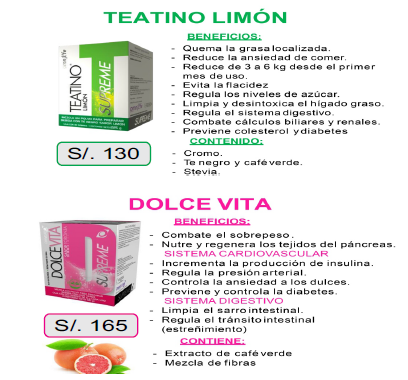 TEATINO LIMÓN
BENEFICIOS:
- Quema la grasa localizada.
- Reduce la ansiedad de comer.
- Reduce de 3 a 6 kg desde el primer
mes de uso.
- Evita la flacidez
- Regula los niveles de azúcar.
- Limpia y desintoxica el hígado graso.
- Regula el sistema digestivo.
- Combate cálculos biliares y renales.
- Previene colesterol y diabetes
CONTENIDO:
- Cromo.
- Te negro y café verde.
- Stevia.
TEATINO
LIMÓN
SUPREME
S/. 130
DOLCE VITA
BENEFICIOS:
- Combate el sobrepeso.
- Nutre y regenera los tejidos del páncreas.
SISTEMA CARDIOVASCULAR
- Incrementa la producción de insulina.
- Regula la presión arterial.
- Controla la ansiedad a los dulces.
- Previene y controla la diabetes.
SISTEMA DIGESTIVO
- Limpia el sarro intestinal.
- Regula el tránsito intestinal
(estreñimiento)
CONTIENE:
- Extracto de café verde
- Mezcla de fibras
DOLCE VITA
SUPREME
S/. 165